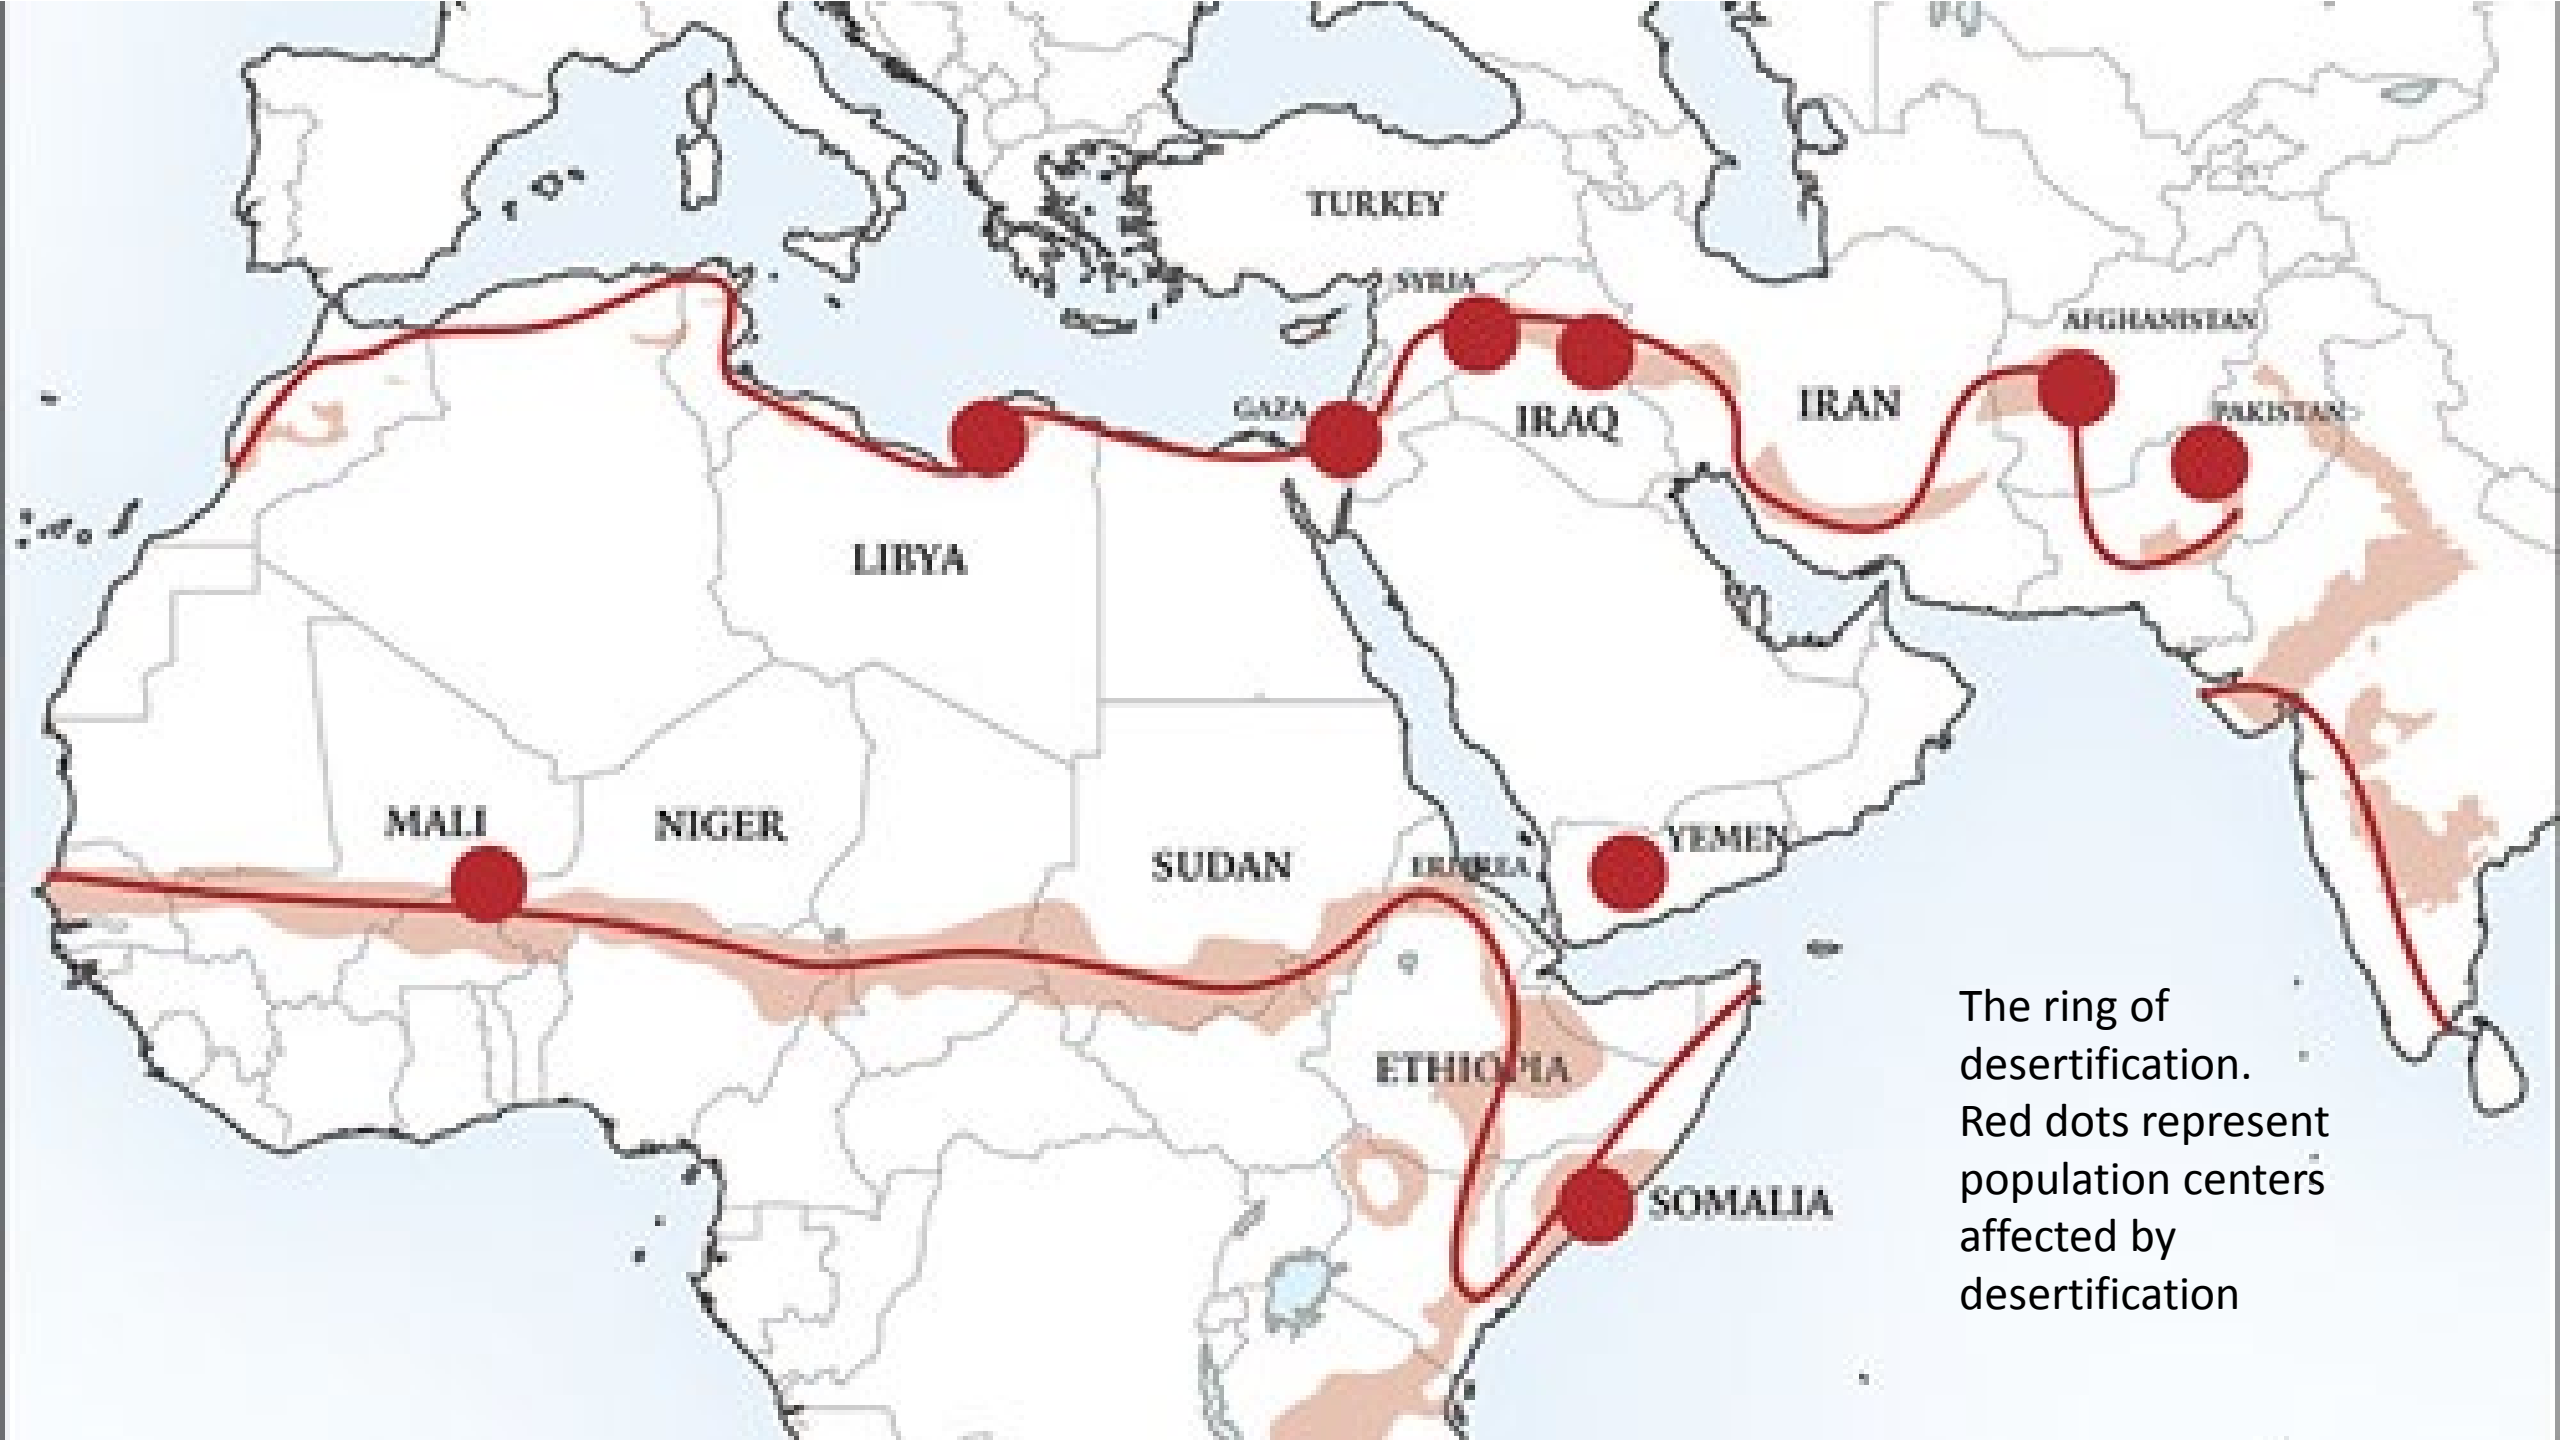 TURKEY
SYRIA
AFGHANISTAN
GAZA
IRAQ
IRAN
PAKISTAN
LIBYA
MALI
NIGER
SUDAN
ERITREA
YEMEN
ETHIOPIA
SOMALIA
The ring of
desertification.
Red dots represent
population centers
affected by
desertification